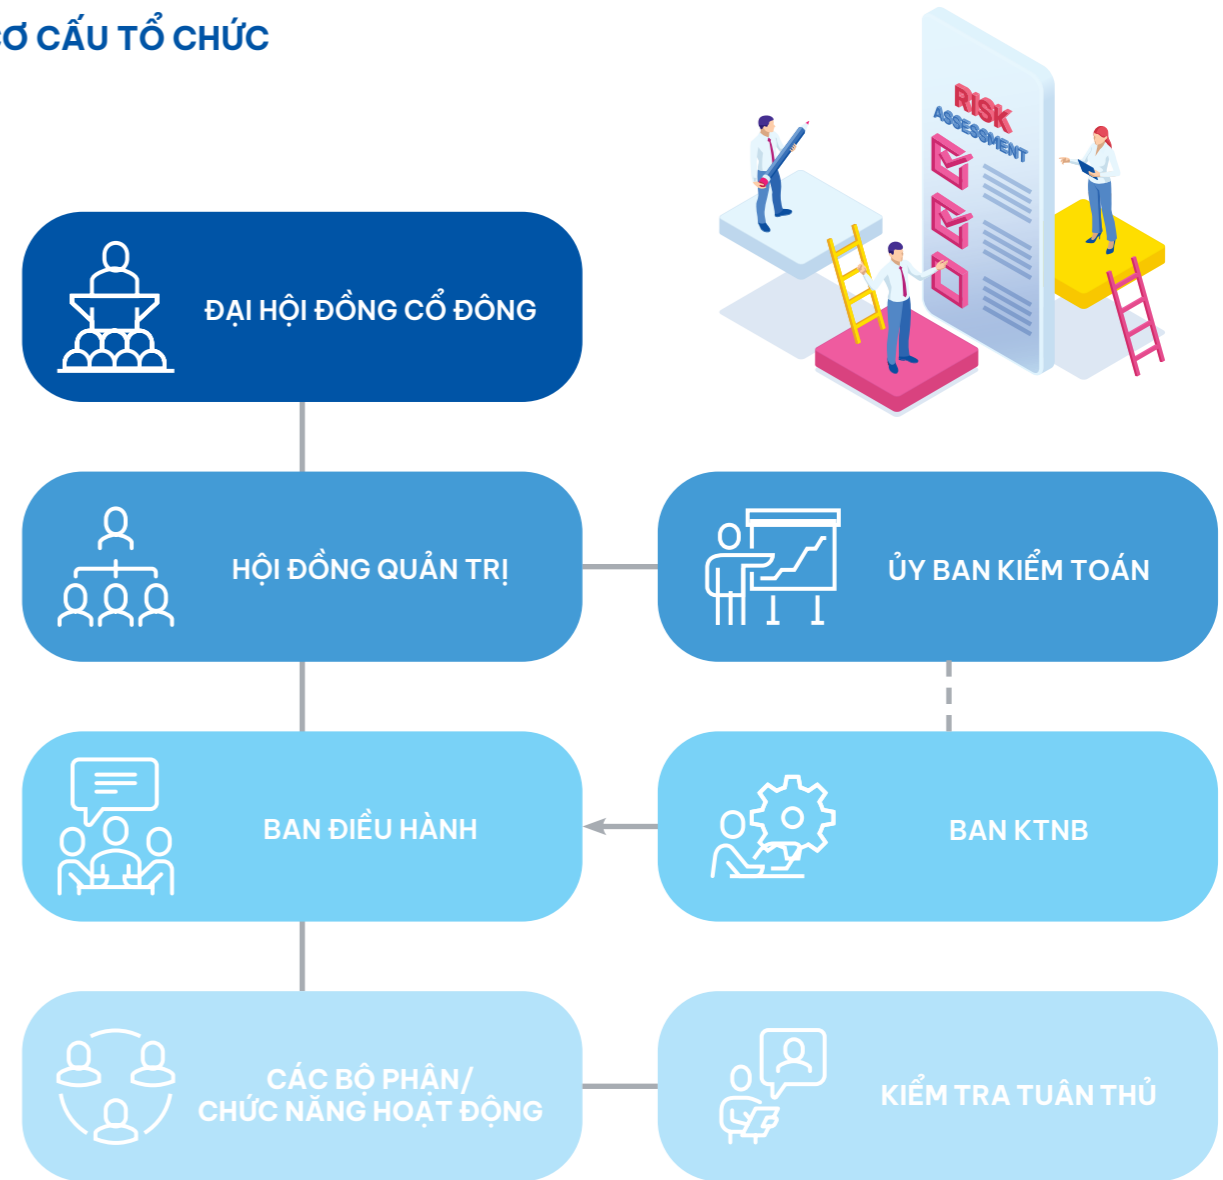 CƠ CẤU TỔ CHỨC
RISK
ASSESSMENT
ĐẠI HỘI ĐỒNG CỔ ĐÔNG
HỘI ĐỒNG QUẢN TRỊ
ỦY BAN KIỂM TOÁN
BAN ĐIỀU HÀNH
BAN KTNB
CÁC BỘ PHẬN/
CHỨC NĂNG HOẠT ĐỘNG
KIỂM TRA TUÂN THỦ